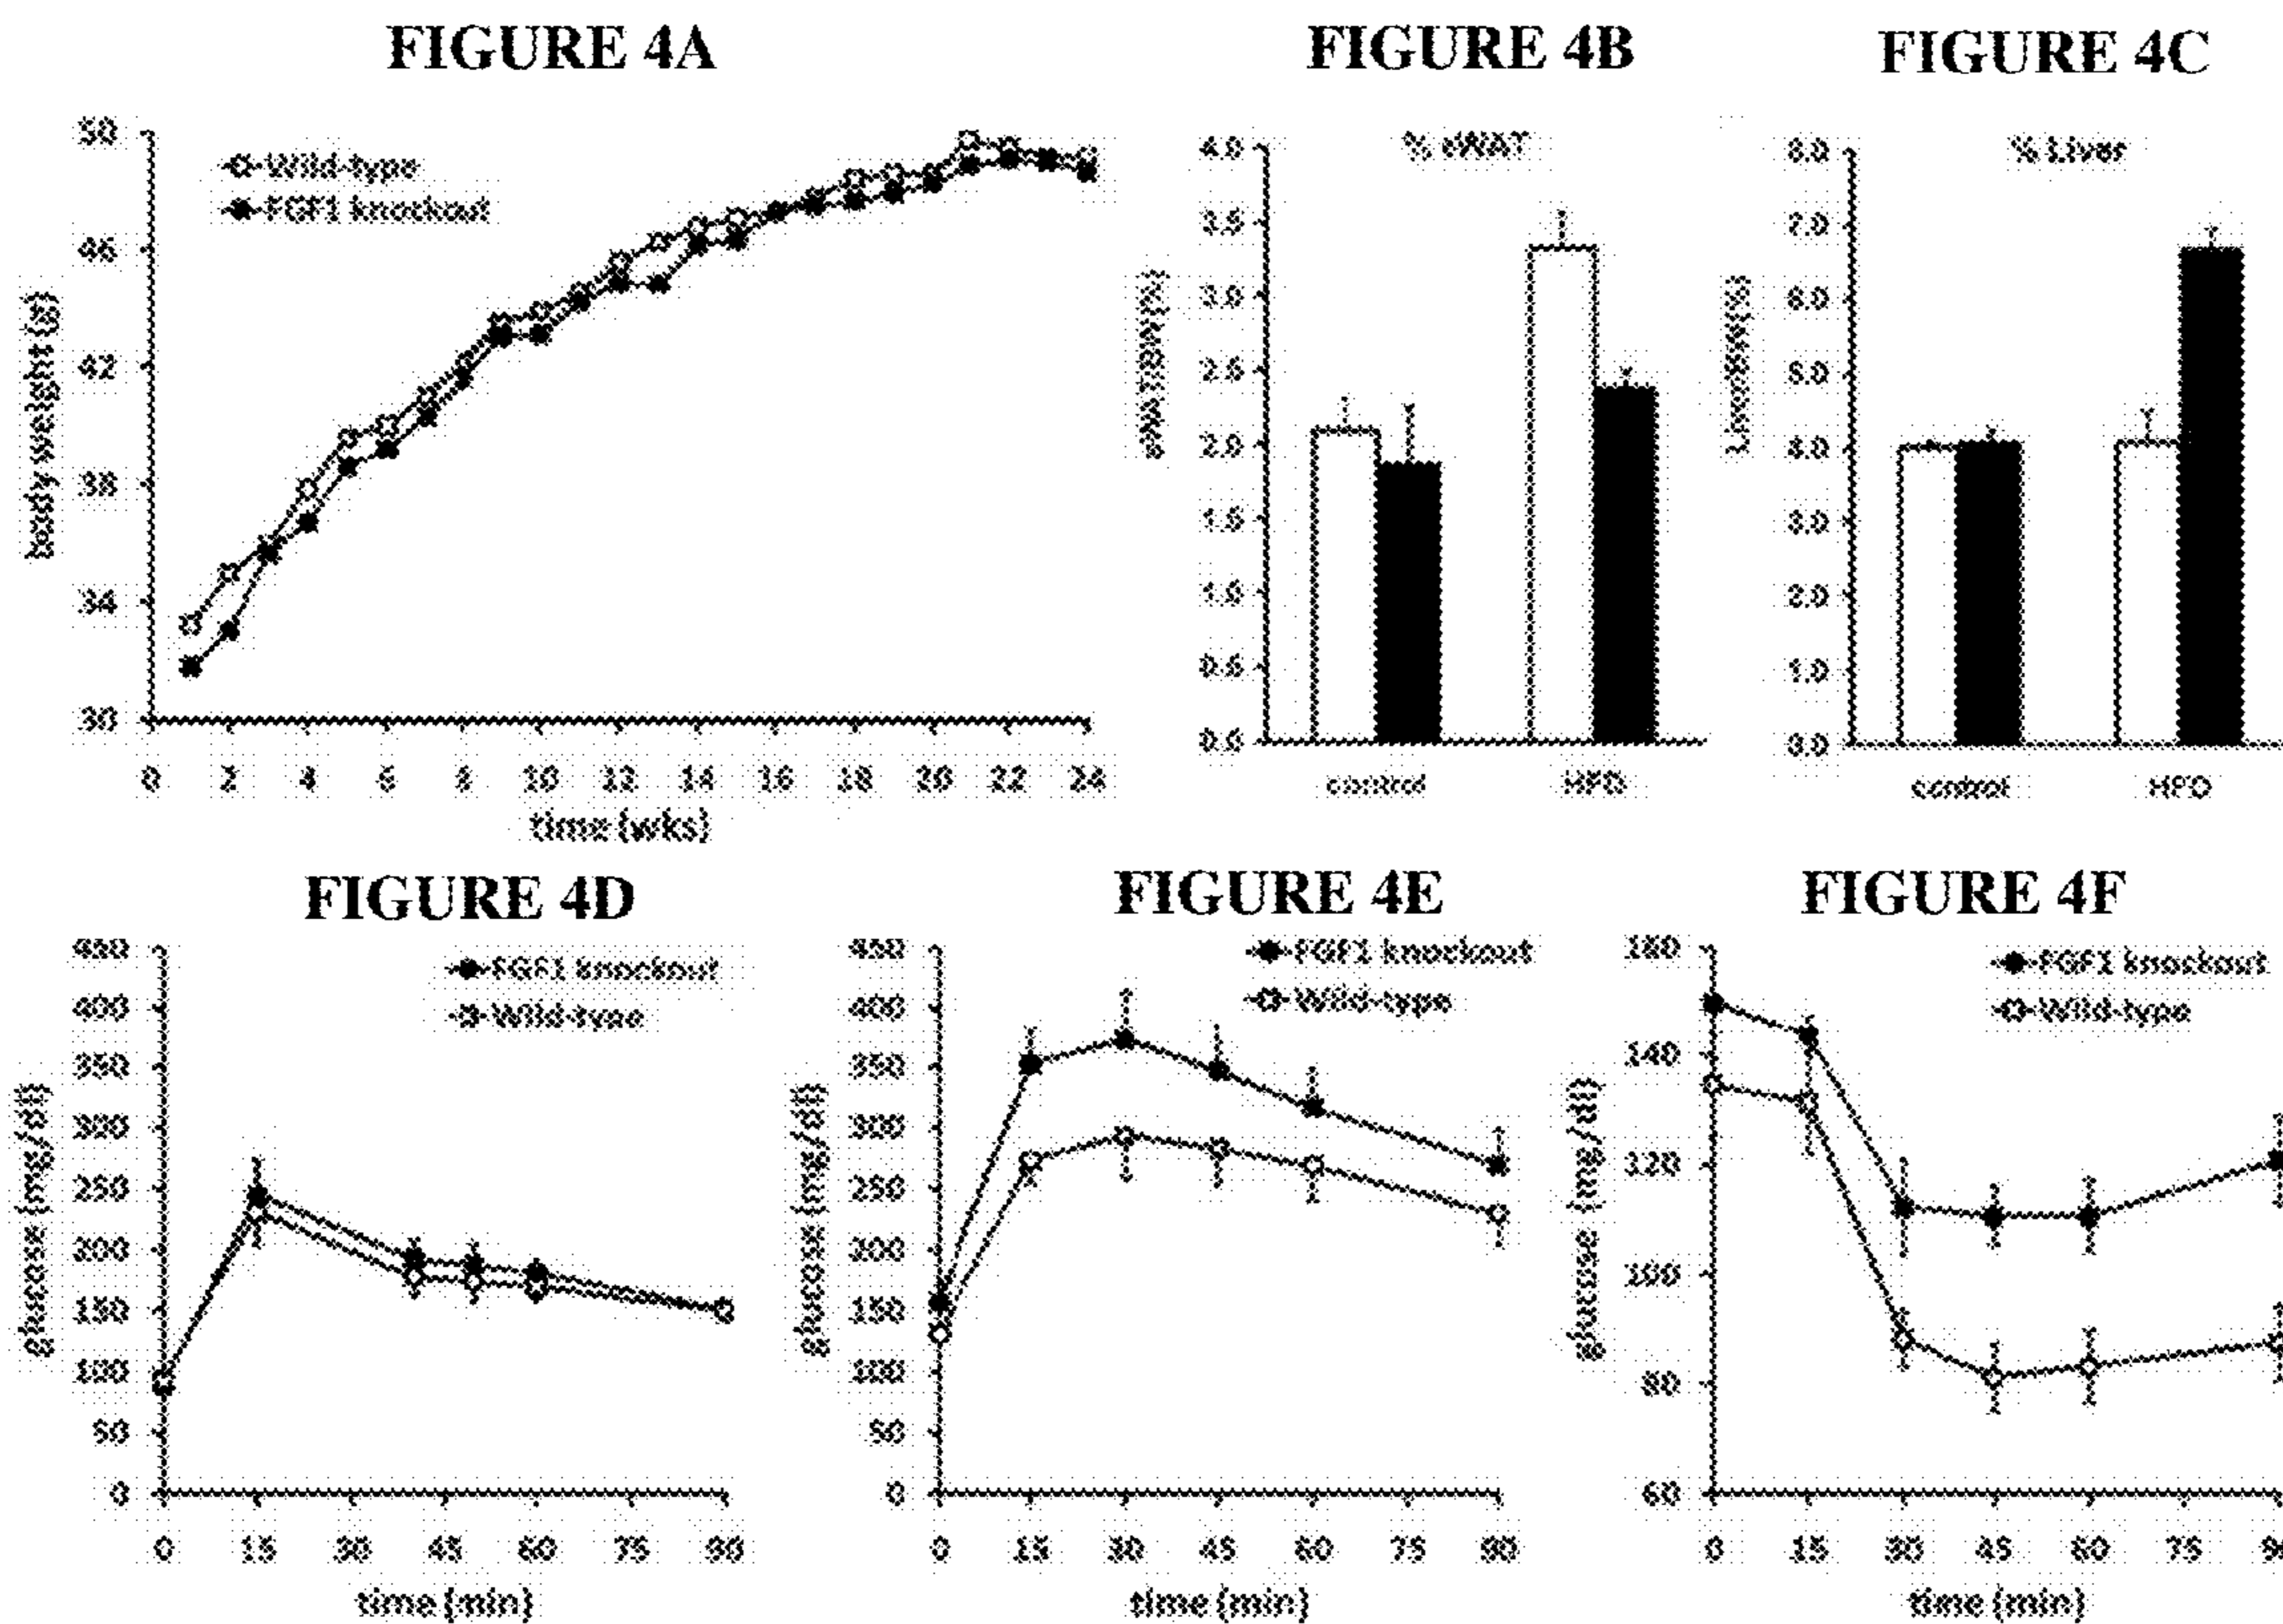 FIGURE 4A
50
46
42
38
34
30
body weight (g)
Wild-type
FGF1 knockout
0 2 4 6 8 10 12 14 16 18 20 22 24
time (wks)
FIGURE 4B
% eWAT
4.0
3.5
3.0
2.5
2.0
1.5
1.0
0.5
0.0
control HFD
FIGURE 4C
% Liver
8.0
7.0
6.0
5.0
4.0
3.0
2.0
1.0
0.0
control HFD
FIGURE 4D
450
400
350
300
250
200
150
100
50
0
glucose (mg/dl)
FGF1 knockout
Wild-type
0 15 30 45 60 75 90
time (min)
FIGURE 4E
450
400
350
300
250
200
150
100
50
0
glucose (mg/dl)
FGF1 knockout
Wild-type
0 15 30 45 60 75 90
time (min)
FIGURE 4F
160
140
120
100
80
60
glucose (mg/dl)
FGF1 knockout
Wild-type
0 15 30 45 60 75
time (min)